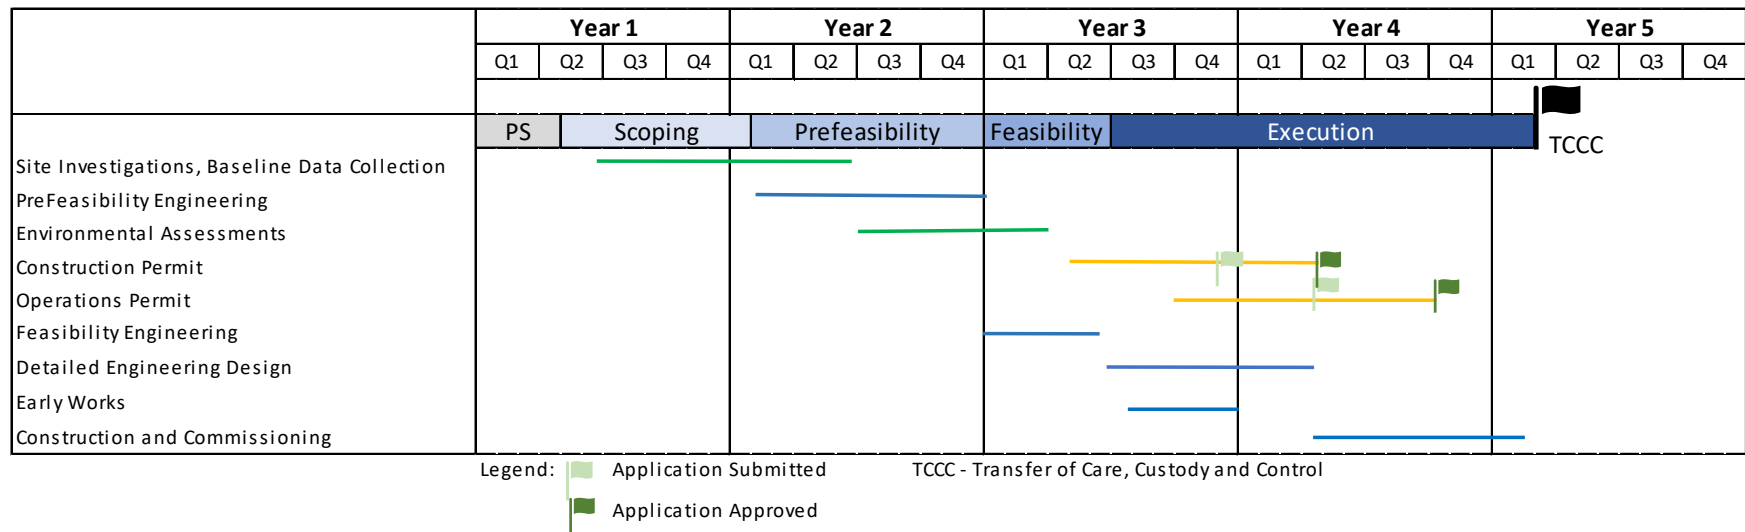 Year 1 Year 2 Year 3 Year 4 Year 5
Q1 Q2 Q3 Q4 Q1 Q2 Q3 Q4 Q1 Q2 Q3 Q4 Q1 Q2 Q3 Q4 Q1 Q2 Q3 Q4
PS Scoping Prefeasibility Feasibility Execution
TCCC
Site Investigations, Baseline Data Collection
PreFeasibility Engineering
Environmental Assessments
Construction Permit
Operations Permit
Feasibility Engineering
Detailed Engineering Design
Early Works
Construction and Commissioning
Legend: Application Submitted TCCC - Transfer of Care, Custody and Control
Application Approved